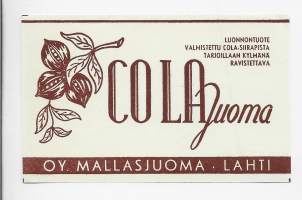 LUONNONTUOTE
VALMISTETTU COLA-SIIRAPISTA
TARJOILLAAN KYLMÄNÄ
RAVISTETTAVA
COLA Juoma
OY. MALLASJUOMA · LAHTI